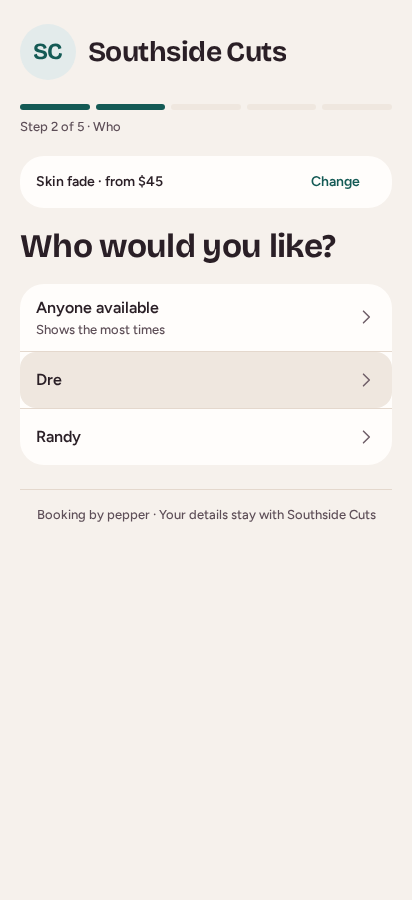 SC
Southside Cuts
Step 2 of 5 · Who
Skin fade · from $45
Change
Who would you like?
Anyone available
Shows the most times
Dre
Randy
Booking by pepper · Your details stay with Southside Cuts